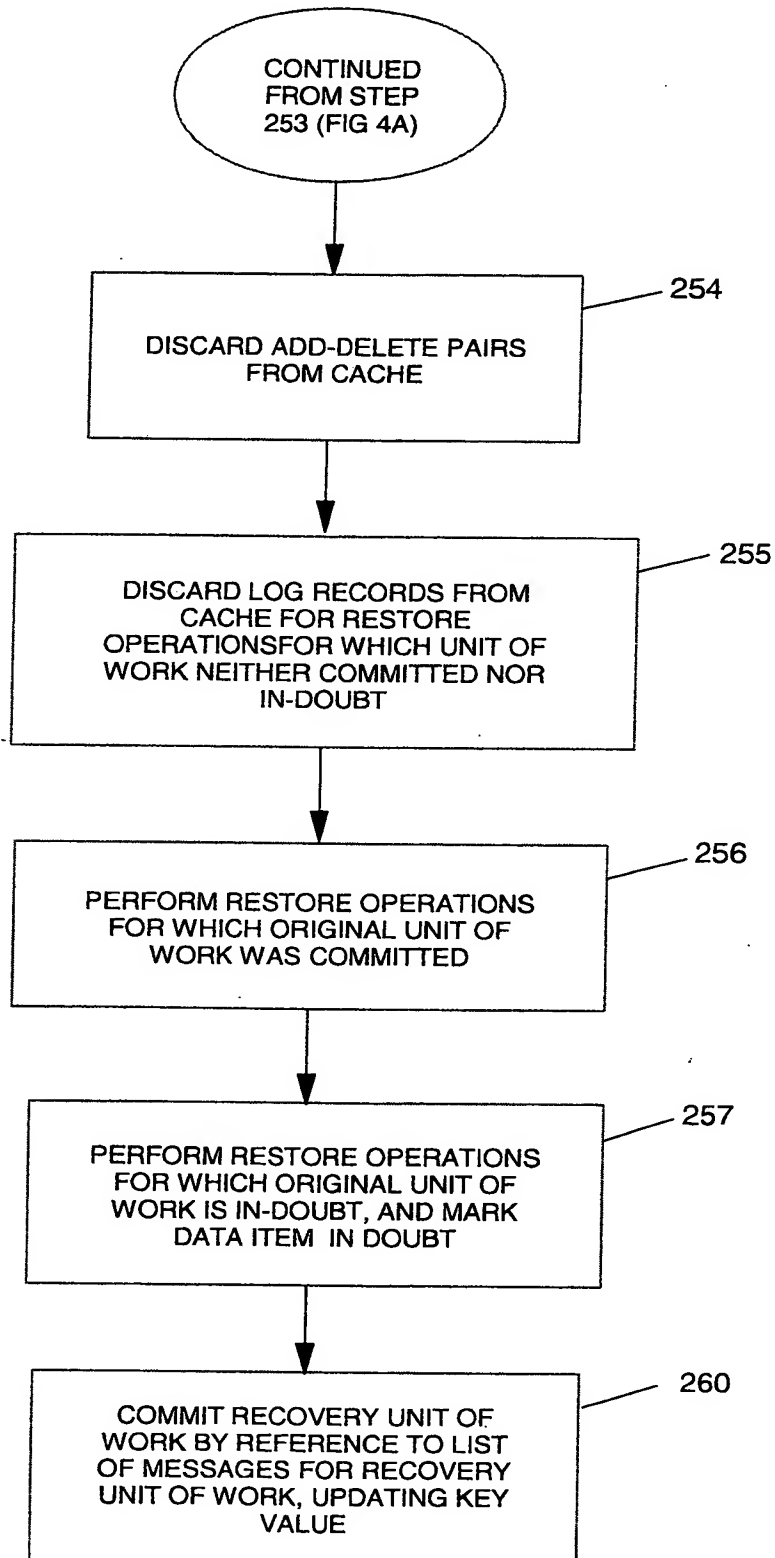 CONTINUED
FROM STEP
253 (FIG 4A)
254
DISCARD ADD-DELETE PAIRS
FROM CACHE
255
DISCARD LOG RECORDS FROM
CACHE FOR RESTORE
OPERATIONSFOR WHICH UNIT OF
WORK NEITHER COMMITTED NOR
IN-DOUBT
256
PERFORM RESTORE OPERATIONS
FOR WHICH ORIGINAL UNIT OF
WORK WAS COMMITTED
257
PERFORM RESTORE OPERATIONS
FOR WHICH ORIGINAL UNIT OF
WORK IS IN-DOUBT, AND MARK
DATA ITEM IN DOUBT
260
COMMIT RECOVERY UNIT OF
WORK BY REFERENCE TO LIST
OF MESSAGES FOR RECOVERY
UNIT OF WORK, UPDATING KEY
VALUE